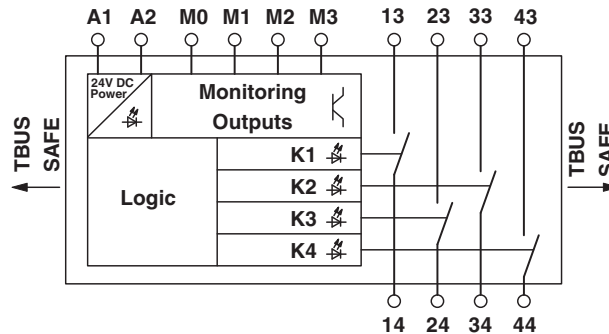 A1 A2 M0 M1 M2 M3 13 23 33 43
24V DC
Power
Monitoring
Outputs
TBUS
SAFE
Logic
K1
K2
K3
K4
TBUS
SAFE
14 24 34 44